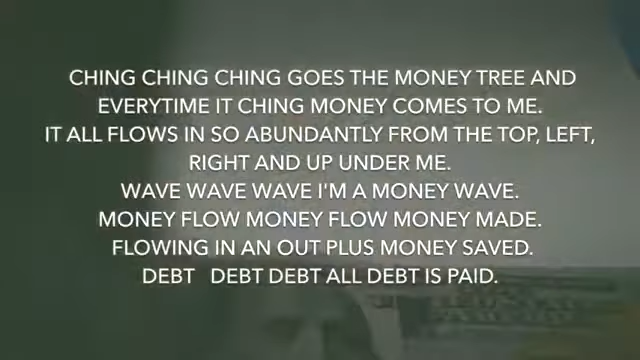 CHING CHING CHING GOES THE MONEY TREE AND
EVERYTIME IT CHING MONEY COMES TO ME.
IT ALL FLOWS IN SO ABUNDANTLY FROM THE TOP, LEFT,
RIGHT AND UP UNDER ME.
WAVE WAVE WAVE I'M A MONEY WAVE.
MONEY FLOW MONEY FLOW MONEY MADE.
FLOWING IN AN OUT PLUS MONEY SAVED.
DEBT DEBT DEBT ALL DEBT IS PAID.